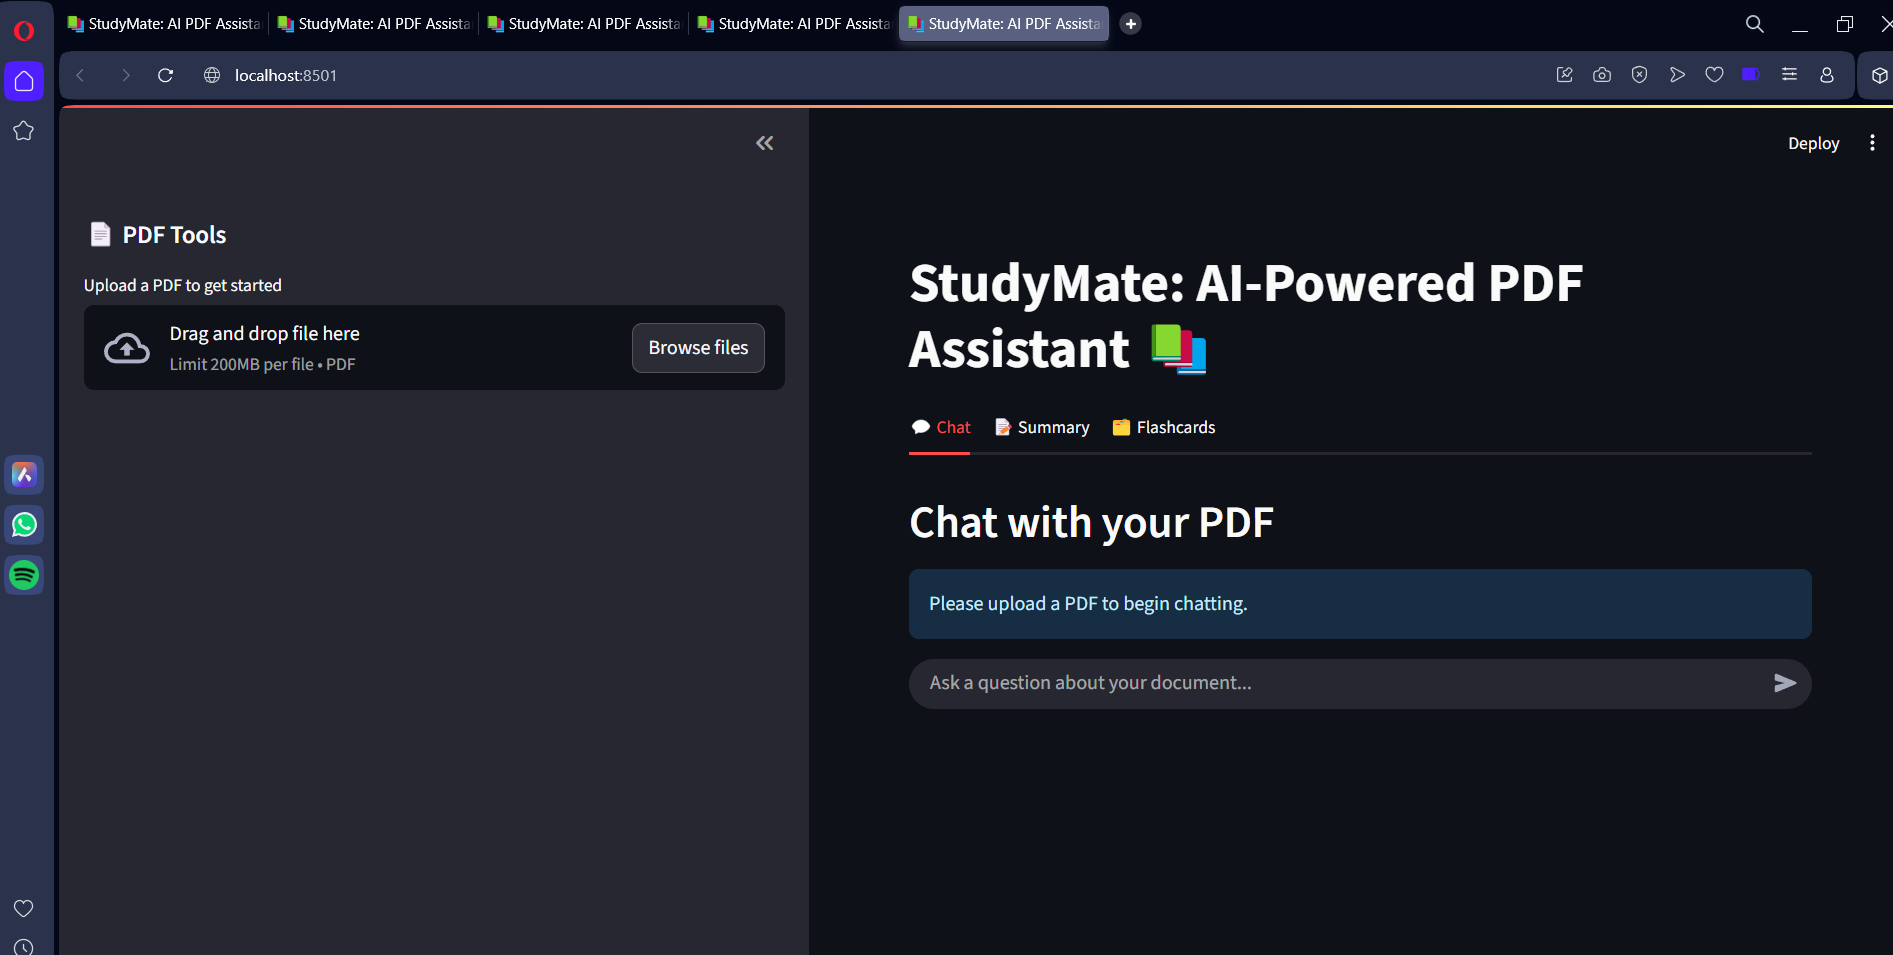 StudyMate: AI PDF Assista
StudyMate: AI PDF Assista
StudyMate: AI PDF Assista
StudyMate: AI PDF Assista
StudyMate: AI PDF Assista
localhost:8501
Deploy
📄 PDF Tools
Upload a PDF to get started
Drag and drop file here
Limit 200MB per file • PDF
Browse files
StudyMate: AI-Powered PDF
Assistant 📚
💬 Chat
📝 Summary
🗂️ Flashcards
Chat with your PDF
Please upload a PDF to begin chatting.
Ask a question about your document...